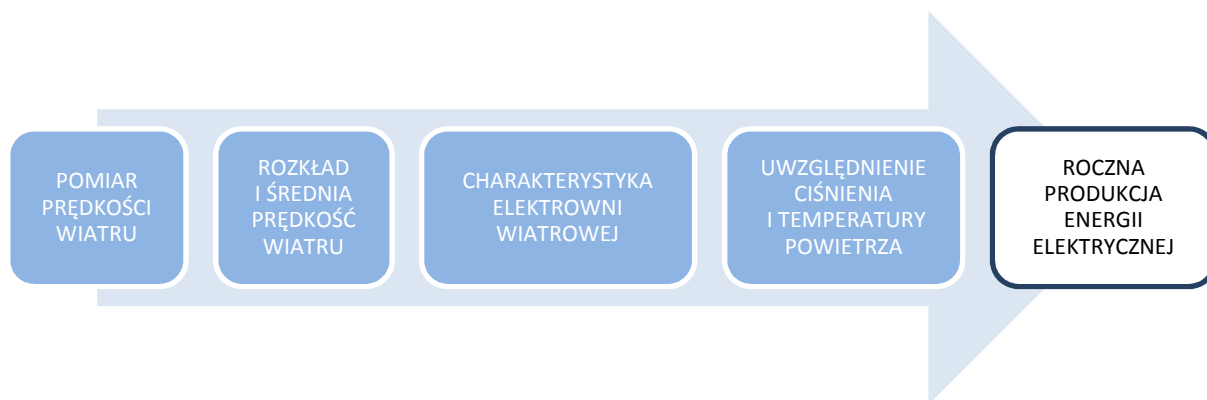 POMIAR
PRĘDKOŚCI
WIATRU
ROZKŁAD
I ŚREDNIA
PRĘDKOŚĆ
WIATRU
CHARAKTERYSTYKA
ELEKTROWNI
WIATROWEJ
UWZGLĘDNIENIE
CIŚNIENIA
I TEMPERATURY
POWIETRZA
ROCZNA
PRODUKCJA
ENERGII
ELEKTRYCZNEJ